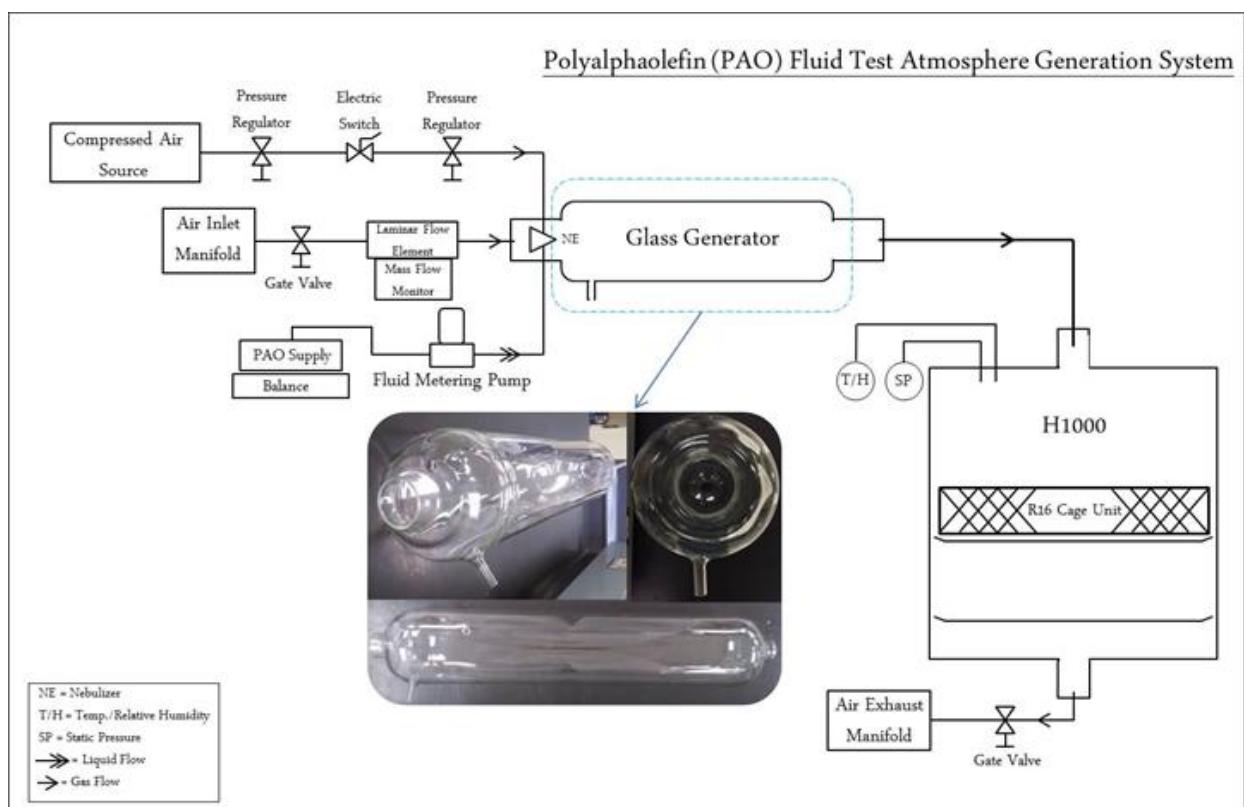 Polyalphaolefin (PAO) Fluid Test Atmosphere Generation System
Pressure
Regulator
Electric
Switch
Pressure
Regulator
Compressed Air
Source
Air Inlet
Manifold
Gate Valve
Laminar Flow
Element
Mass Flow
Monitor
NE
Glass Generator
PAO Supply
Balance
Fluid Metering Pump
T/H
SP
H1000
R16 Cage Unit
Air Exhaust
Manifold
Gate Valve
NE = Nebulizer
T/H = Temp./Relative Humidity
SP = Static Pressure
= Liquid Flow
= Gas Flow